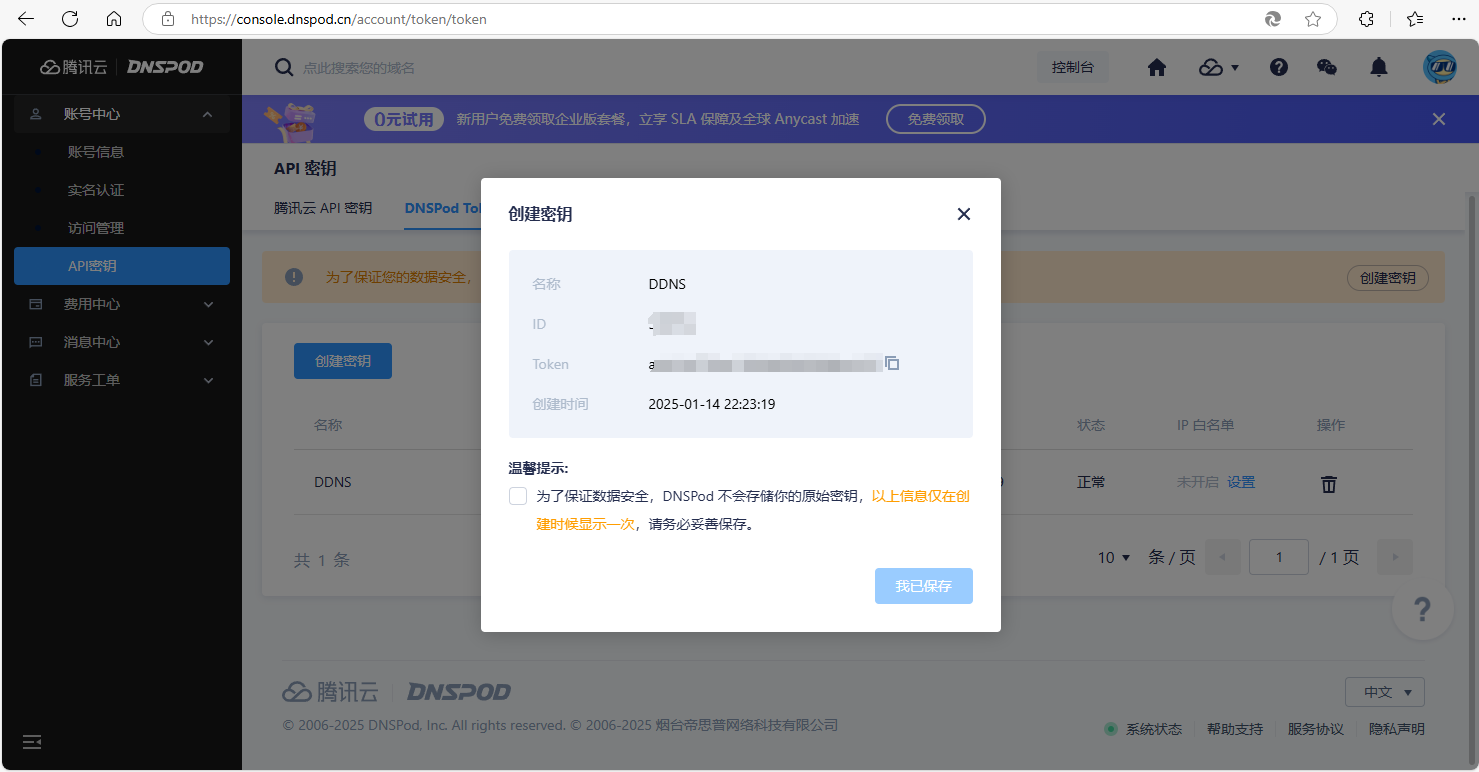 https://console.dnspod.cn/account/token/token
腾讯云 DNSPOD
点此搜索您的域名
控制台
账号中心
账号信息
实名认证
访问管理
API密钥
费用中心
消息中心
服务工单
0元试用 新用户免费领取企业版套餐，立享 SLA 保障及全球 Anycast 加速 免费领取
API 密钥
腾讯云 API 密钥 DNSPod
为了保证您的数据安全，
创建密钥
创建密钥
名称 状态 IP 白名单 操作
DDNS 正常 未开启 设置
共 1 条
10 条 / 页 1 / 1 页
创建密钥
名称 DDNS
ID
Token a
创建时间 2025-01-14 22:23:19
温馨提示:
为了保证数据安全，DNSPod 不会存储你的原始密钥，以上信息仅在创
建时候显示一次，请务必妥善保存。
我已保存
?
腾讯云 DNSPOD
中文
© 2006-2025 DNSPod, Inc. All rights reserved. © 2006-2025 烟台帝思普网络科技有限公司
系统状态 帮助支持 服务协议 隐私声明